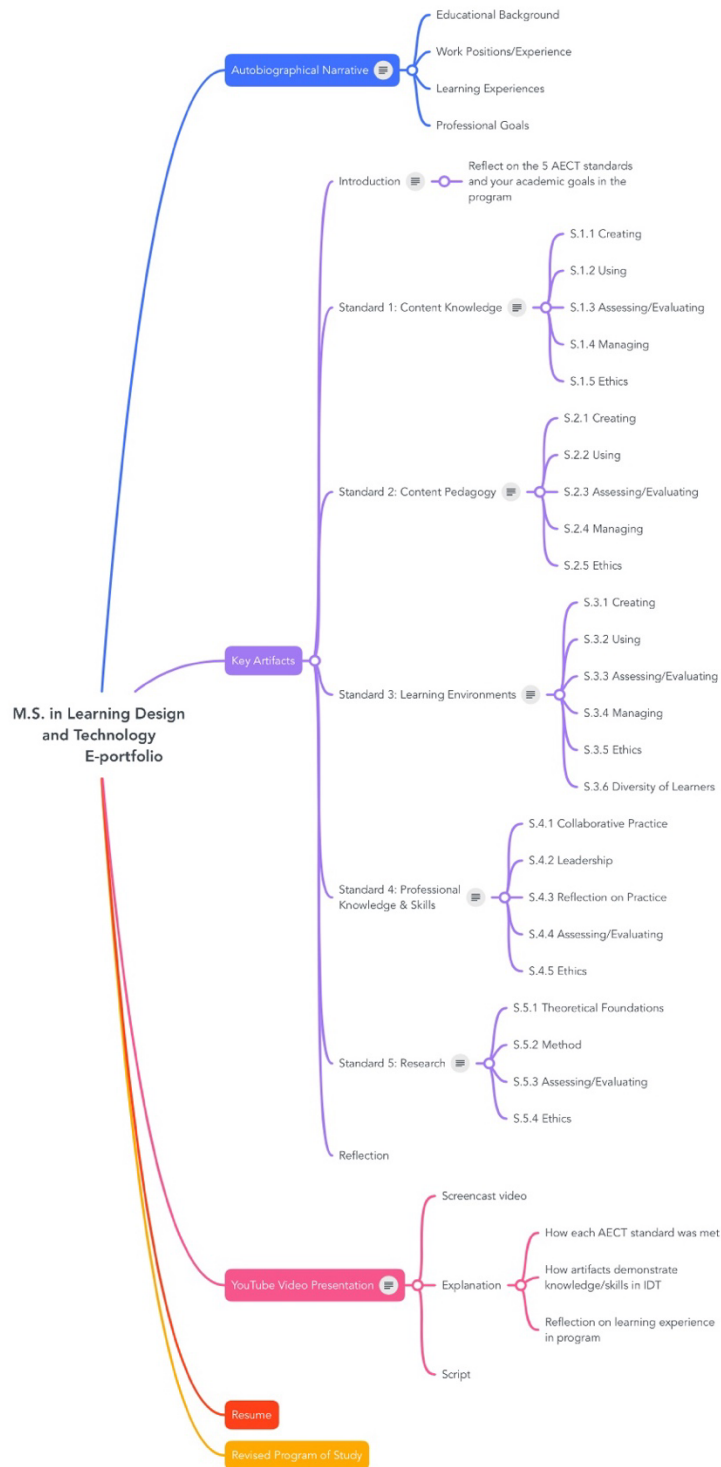 M.S. in Learning Design
and Technology
E-portfolio
Autobiographical Narrative
Educational Background
Work Positions/Experience
Learning Experiences
Professional Goals
Key Artifacts
Introduction
Reflect on the 5 AECT standards
and your academic goals in the
program
Standard 1: Content Knowledge
S.1.1 Creating
S.1.2 Using
S.1.3 Assessing/Evaluating
S.1.4 Managing
S.1.5 Ethics
Standard 2: Content Pedagogy
S.2.1 Creating
S.2.2 Using
S.2.3 Assessing/Evaluating
S.2.4 Managing
S.2.5 Ethics
Standard 3: Learning Environments
S.3.1 Creating
S.3.2 Using
S.3.3 Assessing/Evaluating
S.3.4 Managing
S.3.5 Ethics
S.3.6 Diversity of Learners
Standard 4: Professional
Knowledge & Skills
S.4.1 Collaborative Practice
S.4.2 Leadership
S.4.3 Reflection on Practice
S.4.4 Assessing/Evaluating
S.4.5 Ethics
Standard 5: Research
S.5.1 Theoretical Foundations
S.5.2 Method
S.5.3 Assessing/Evaluating
S.5.4 Ethics
Reflection
YouTube Video Presentation
Screencast video
Explanation
How each AECT standard was met
How artifacts demonstrate
knowledge/skills in IDT
Reflection on learning experience
in program
Script
Resume
Revised Program of Study